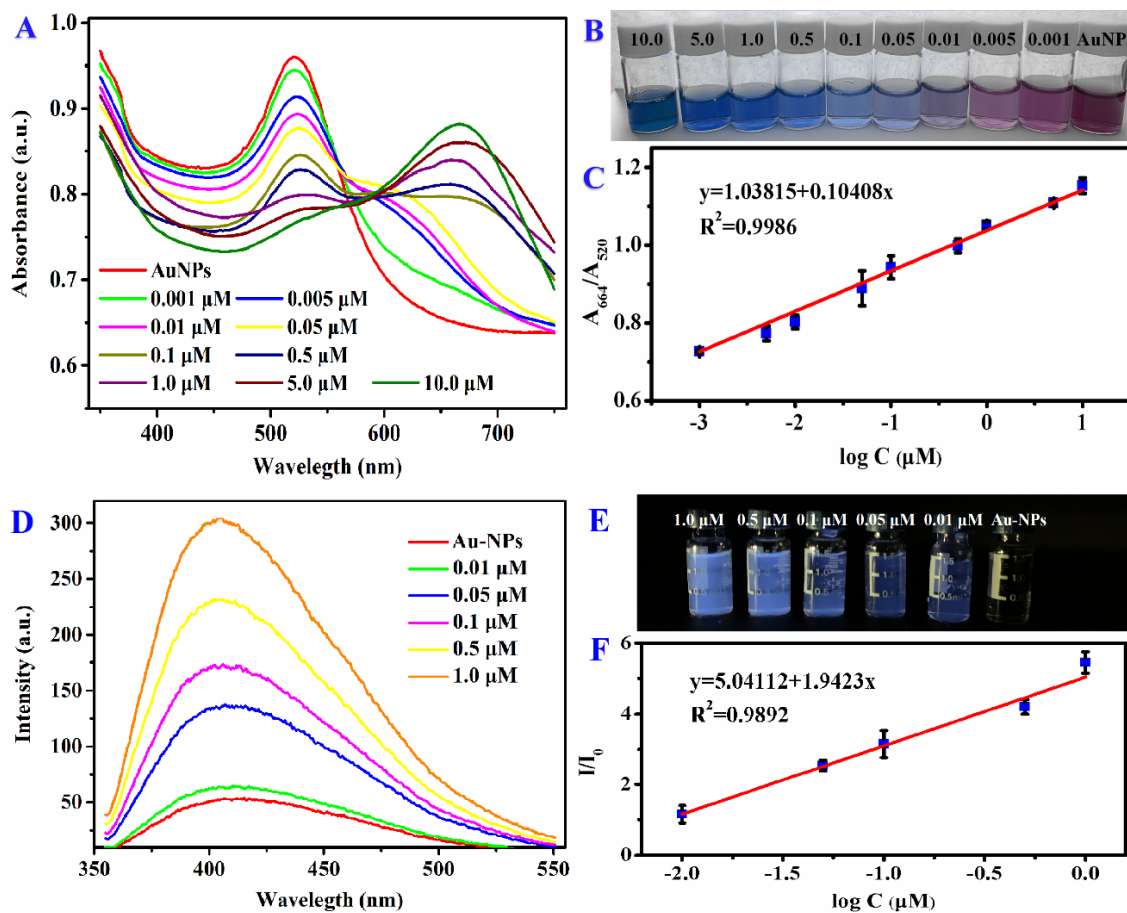 A
1.0
0.9
0.8
0.7
0.6
Absorbance (a.u.)
AuNPs
0.001 µM 0.005 µM
0.01 µM 0.05 µM
0.1 µM 0.5 µM
1.0 µM 5.0 µM 10.0 µM
400 500 600 700
Wavelegth (nm)
B
10.0 5.0 1.0 0.5 0.1 0.05 0.01 0.005 0.001 AuNP
C
1.2
1.0
0.8
0.6
A664/A520
y=1.03815+0.10408x
R²=0.9986
-3 -2 -1 0 1
log C (µM)
D
300
250
200
150
100
50
Intensity (a.u.)
Au-NPs
0.01 µM
0.05 µM
0.1 µM
0.5 µM
1.0 µM
350 400 450 500 550
Wavelegth (nm)
E
1.0 µM 0.5 µM 0.1 µM 0.05 µM 0.01 µM Au-NPs
F
6
4
2
0
I/I0
y=5.04112+1.9423x
R²=0.9892
-2.0 -1.5 -1.0 -0.5 0.0
log C (µM)